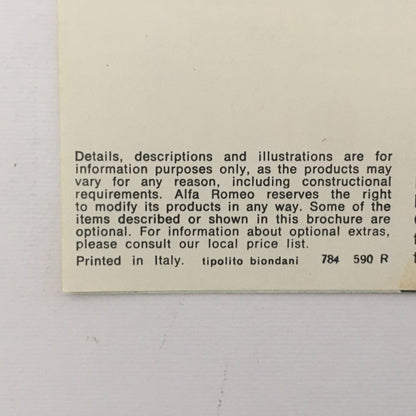 Details, descriptions and illustrations are for
information purposes only, as the products may
vary for any reason, including constructional
requirements. Alfa Romeo reserves the right
to modify its products in any way. Some of the
items described or shown in this brochure are
optional. For information about optional extras,
please consult our local price list.
Printed in Italy. tipolito biondani 784 590 R